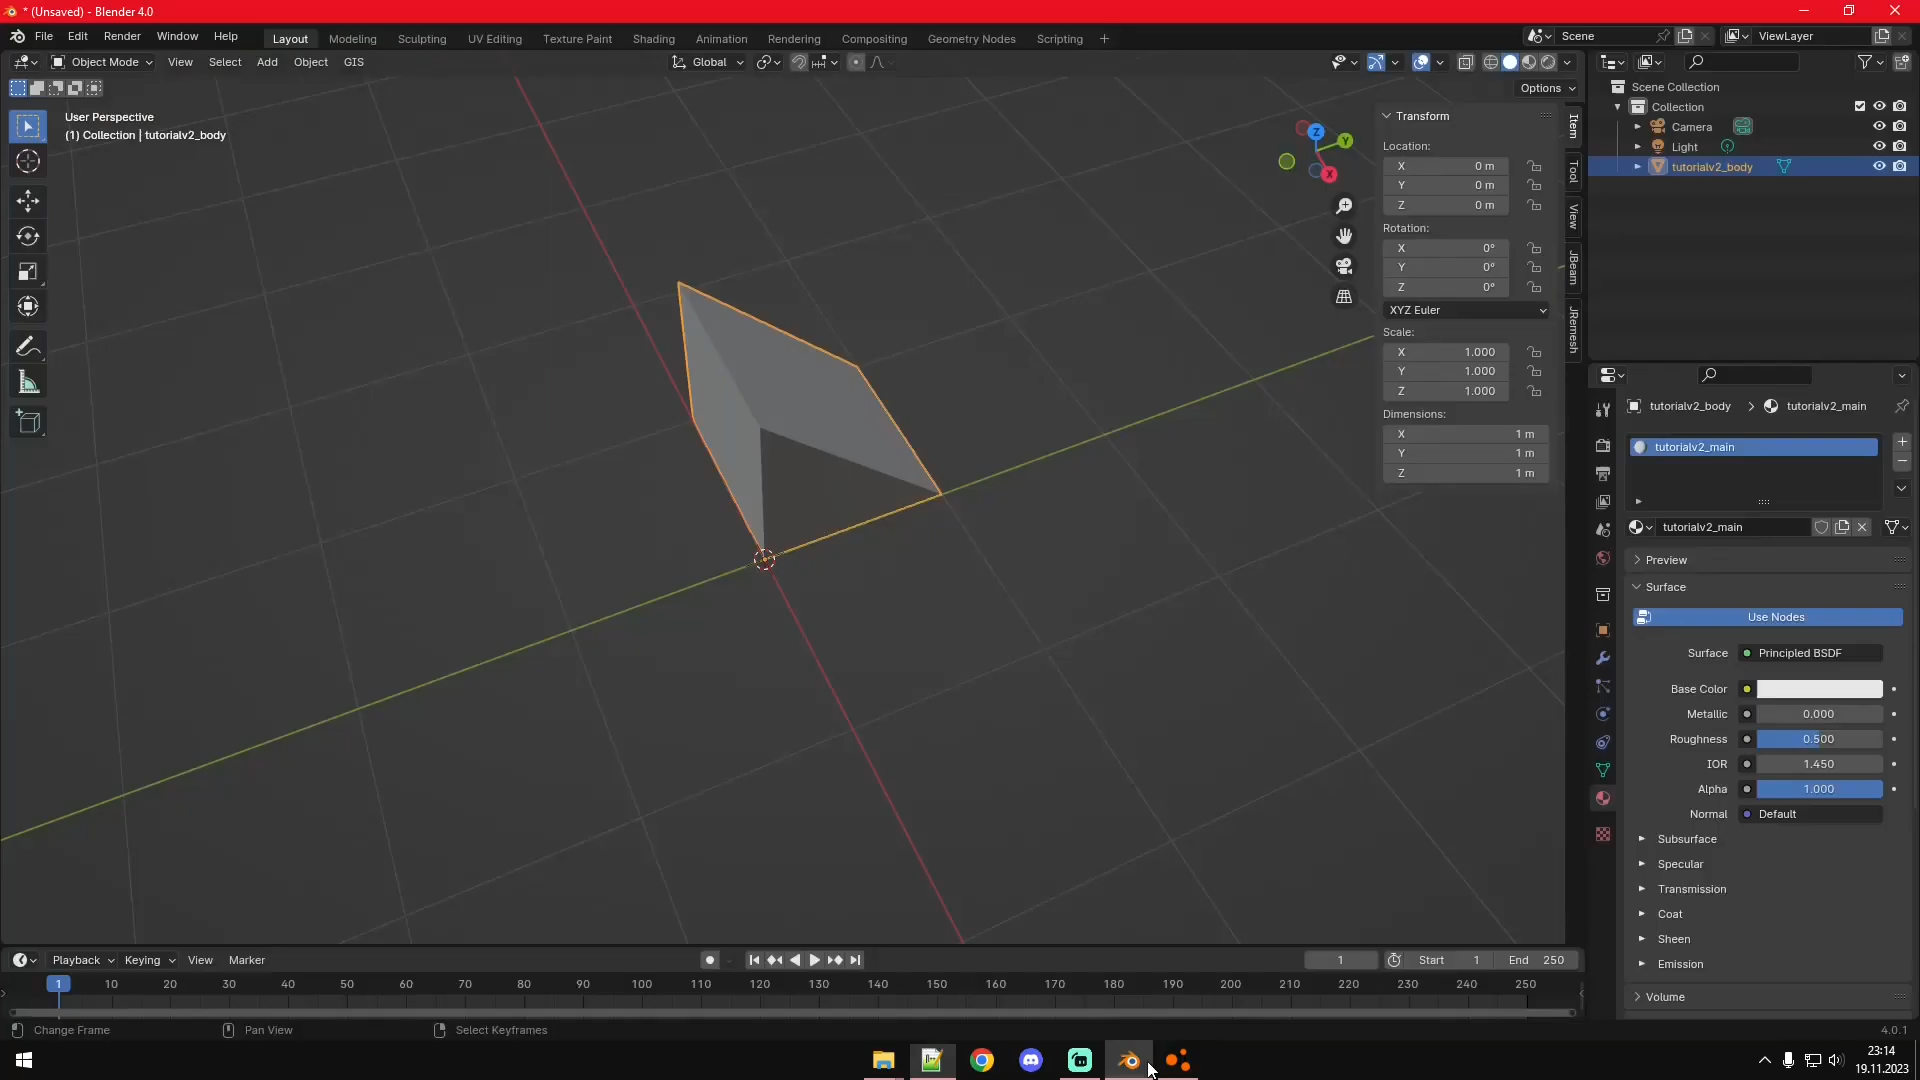 * (Unsaved) - Blender 4.0
File Edit Render Window Help
Layout Modeling Sculpting UV Editing Texture Paint Shading Animation Rendering Compositing Geometry Nodes Scripting +
Scene
ViewLayer
Object Mode View Select Add Object GIS
Global
Options
User Perspective
(1) Collection | tutorialv2_body
Z
Y
X
Transform
Location:
X 0 m
Y 0 m
Z 0 m
Rotation:
X 0°
Y 0°
Z 0°
XYZ Euler
Scale:
X 1.000
Y 1.000
Z 1.000
Dimensions:
X 1 m
Y 1 m
Z 1 m
Item
Tool
View
JBeam
JRemesh
Scene Collection
Collection
Camera
Light
tutorialv2_body
tutorialv2_body > tutorialv2_main
tutorialv2_main
tutorialv2_main
Preview
Surface
Use Nodes
Surface Principled BSDF
Base Color
Metallic 0.000
Roughness 0.500
IOR 1.450
Alpha 1.000
Normal Default
Subsurface
Specular
Transmission
Coat
Sheen
Emission
Volume
Playback Keying View Marker
1 Start 1 End 250
1 10 20 30 40 50 60 70 80 90 100 110 120 130 140 150 160 170 180 190 200 210 220 230 240 250
Change Frame Pan View Select Keyframes
4.0.1
23:14
19.11.2023